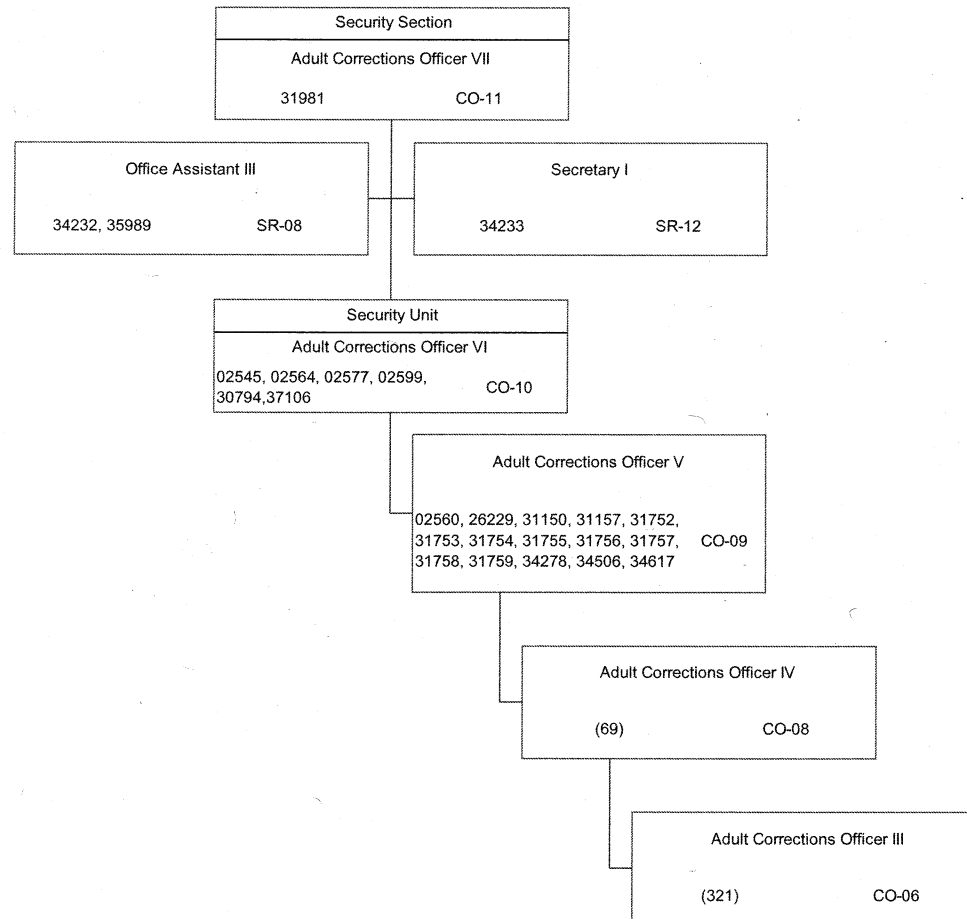 Security Section
Adult Corrections Officer VII
31981 CO-11
Office Assistant III
34232, 35989 SR-08
Secretary I
34233 SR-12
Security Unit
Adult Corrections Officer VI
02545, 02564, 02577, 02599,
30794,37106
CO-10
Adult Corrections Officer V
02560, 26229, 31150, 31157, 31752,
31753, 31754, 31755, 31756, 31757,
31758, 31759, 34278, 34506, 34617
CO-09
Adult Corrections Officer IV
(69) CO-08
Adult Corrections Officer III
(321) CO-06